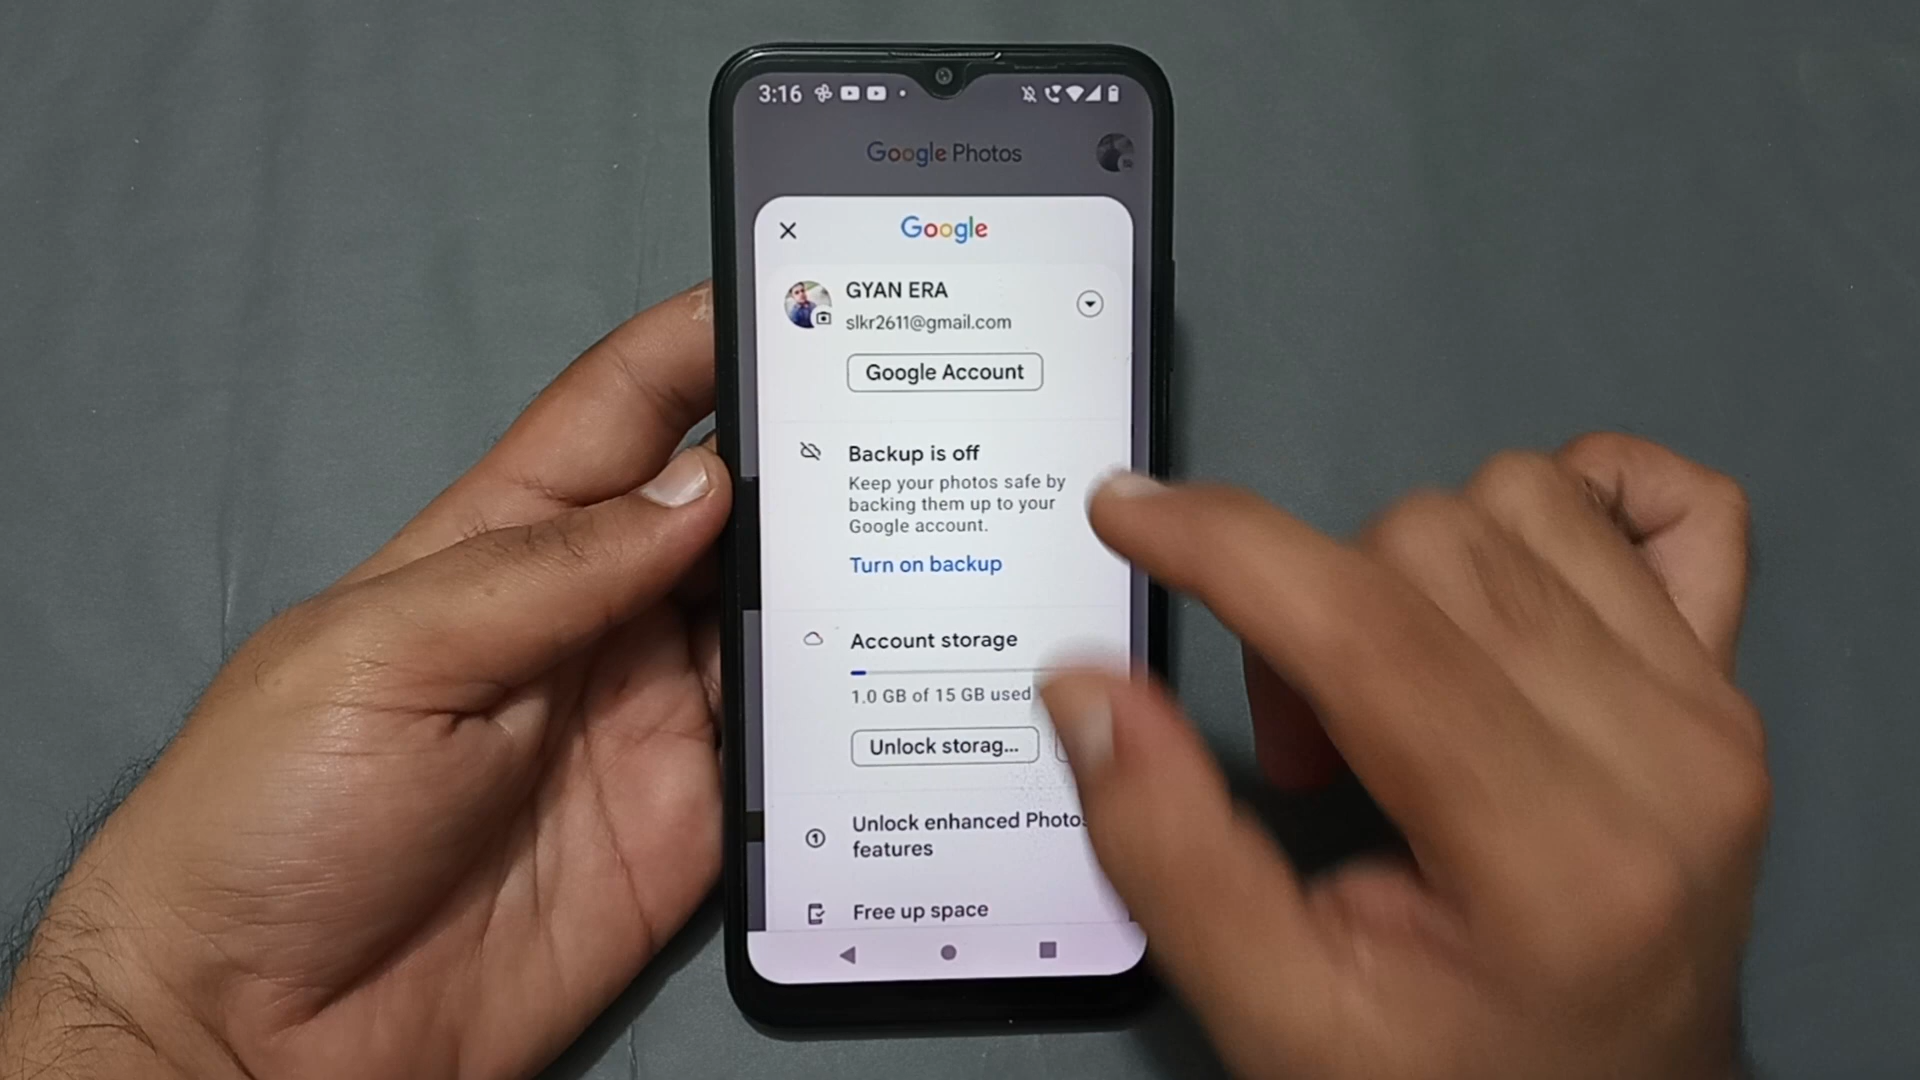 3:16
Google Photos
Google
GYAN ERA
slkr2611@gmail.com
Google Account
Backup is off
Keep your photos safe by
backing them up to your
Google account.
Turn on backup
Account storage
1.0 GB of 15 GB used
Unlock storag...
Unlock enhanced Photos
features
Free up space